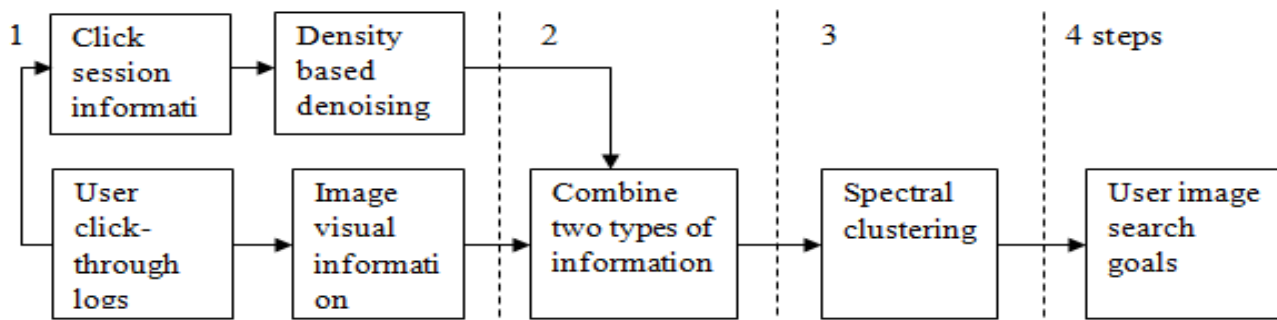 1
Click
session
informati
Density
based
denoising
2
3
4 steps
User
click-
through
logs
Image
visual
informati
on
Combine
two types of
information
Spectral
clustering
User image
search
goals